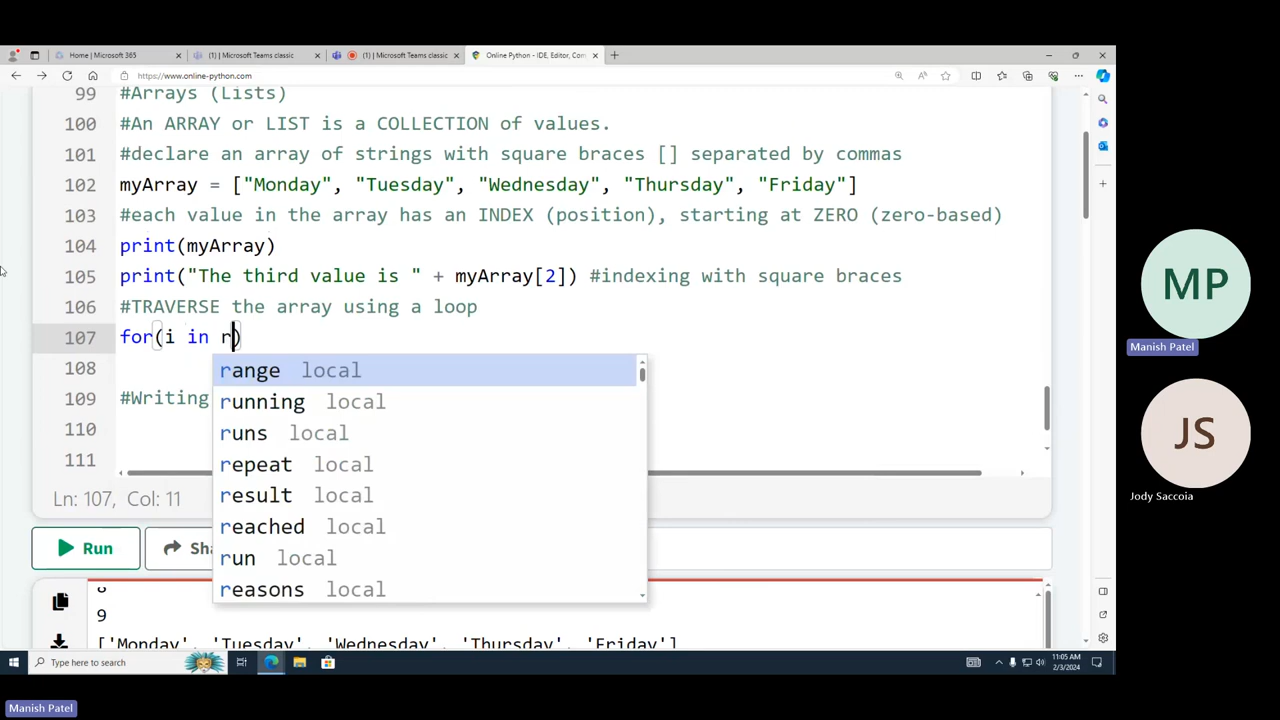 Home | Microsoft 365
(1) | Microsoft Teams classic
(1) | Microsoft Teams classic
Online Python - IDE, Editor, Com
https://www.online-python.com
99 #Arrays (Lists)
100 #An ARRAY or LIST is a COLLECTION of values.
101 #declare an array of strings with square braces [] separated by commas
102 myArray = ["Monday", "Tuesday", "Wednesday", "Thursday", "Friday"]
103 #each value in the array has an INDEX (position), starting at ZERO (zero-based)
104 print(myArray)
105 print("The third value is " + myArray[2]) #indexing with square braces
106 #TRAVERSE the array using a loop
107 for(i in r)
108
109 #Writing
110
111
range local
running local
runs local
repeat local
result local
reached local
run local
reasons local
Ln: 107, Col: 11
Run
Sha
9
['Monday', 'Tuesday', 'Wednesday', 'Thursday', 'Friday']
Type here to search
11:05 AM
2/3/2024
MP
Manish Patel
JS
Jody Saccoia
Manish Patel